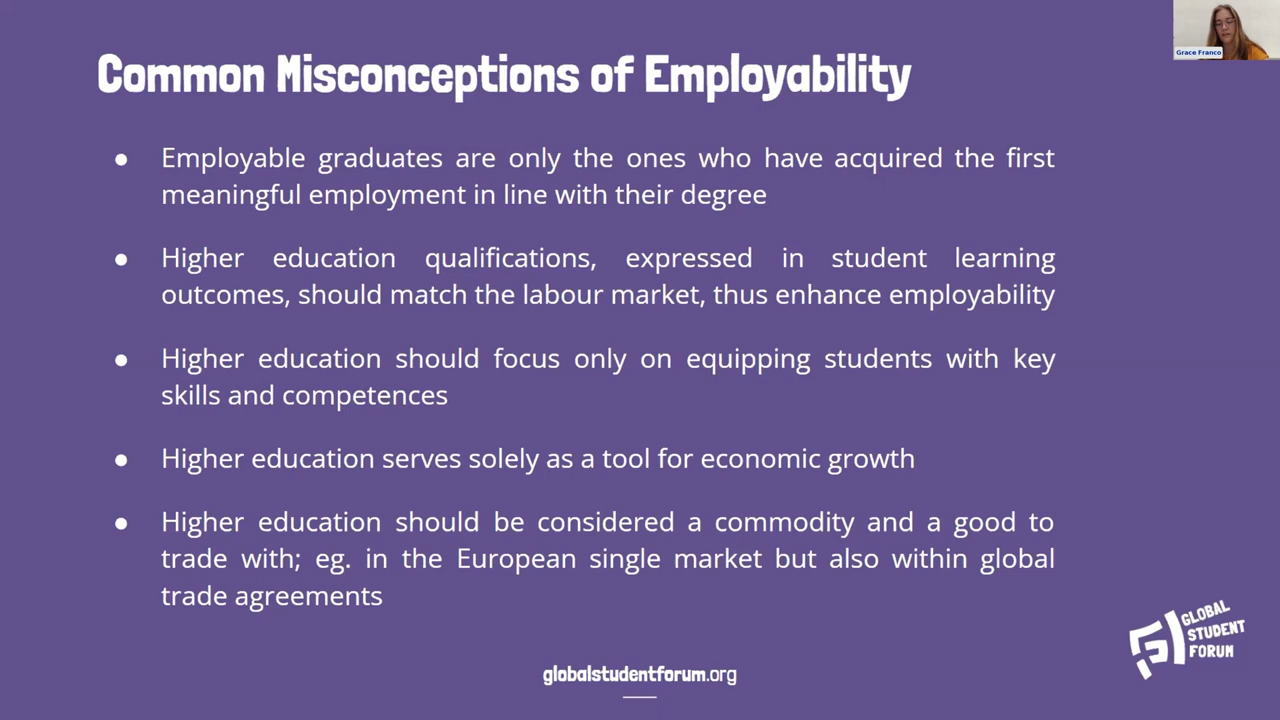 Grace Franco
Common Misconceptions of Employability
● Employable graduates are only the ones who have acquired the first
meaningful employment in line with their degree
● Higher education qualifications, expressed in student learning
outcomes, should match the labour market, thus enhance employability
● Higher education should focus only on equipping students with key
skills and competences
● Higher education serves solely as a tool for economic growth
● Higher education should be considered a commodity and a good to
trade with; eg. in the European single market but also within global
trade agreements
GLOBAL
STUDENT
FORUM
globalstudentforum.org